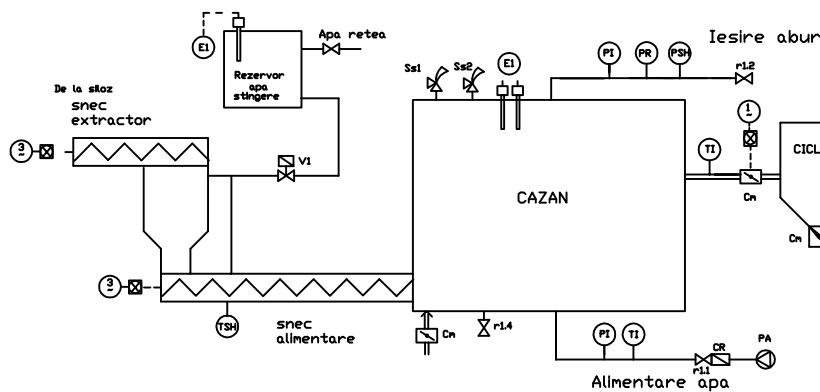 E1
Apa retea
Rezervor
apa
stingere
De la siloz
snec
extractor
3
~
V1
3
~
TSH
snec
alimentare
Ss1
Ss2
E1
PI
PR
PSH
Iesire abur
r1.2
1
~
TI
Cm
CICL
Cm
CAZAN
Cm
r1.4
PI
TI
CR
PA
r1.1
Alimentare apa